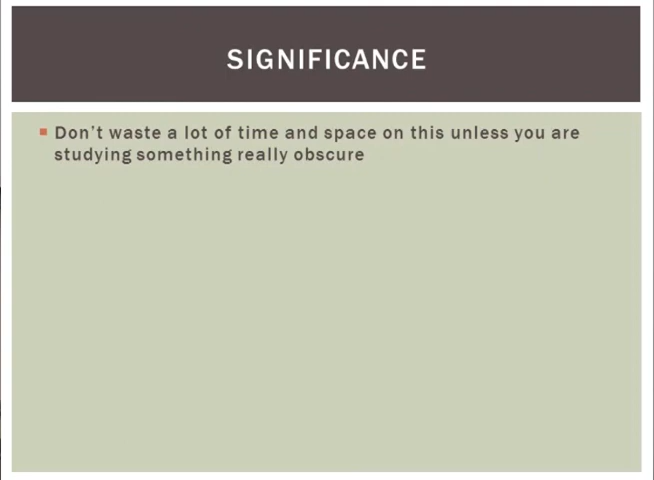 SIGNIFICANCE
Don't waste a lot of time and space on this unless you are
studying something really obscure